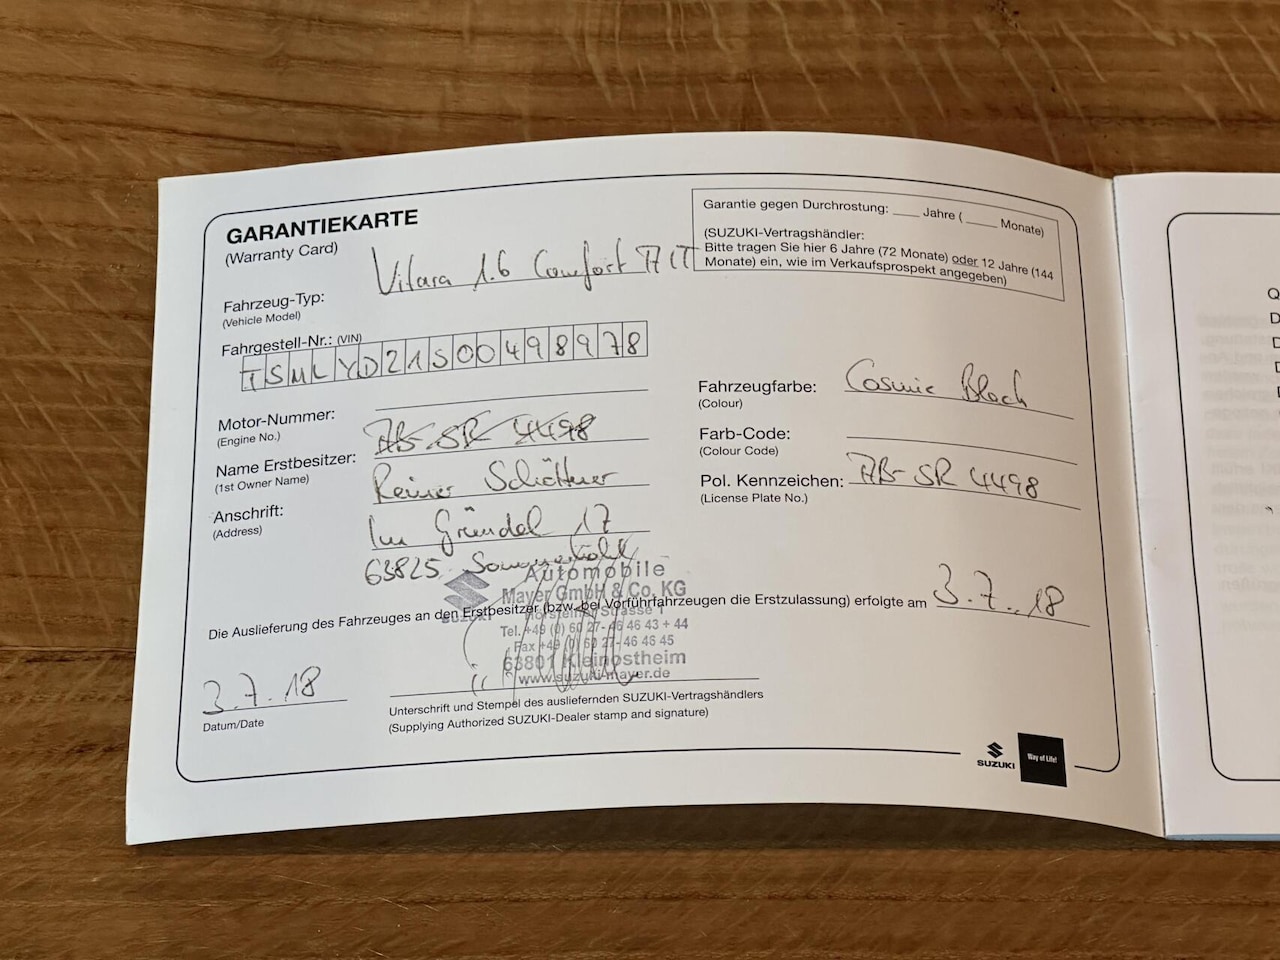 GARANTIEKARTE
(Warranty Card)
Fahrzeug-Typ: Vitara 1.6 Comfort
(Vehicle Model)
Garantie gegen Durchrostung: ____ Jahre ( _____ Monate)
(SUZUKI-Vertragshändler:
Bitte tragen Sie hier 6 Jahre (72 Monate) oder 12 Jahre (144
Monate) ein, wie im Verkaufsprospekt angegeben)
Fahrgestell-Nr.: (VIN)
TSMLYD21S00498978
Motor-Nummer:
(Engine No.)
AB-SR 4498
Name Erstbesitzer: Reiner
(1st Owner Name)
Anschrift: Im Gründel 17
(Address)
63825
Fahrzeugfarbe: Cosmic Black
(Colour)
Farb-Code:
(Colour Code)
Pol. Kennzeichen: AB-SR 4498
(License Plate No.)
Automobile
Mayer GmbH & Co. KG
SUZUKI
Die Auslieferung des Fahrzeuges an den Erstbesitzer (bzw. bei Vorführfahrzeugen die Erstzulassung) erfolgte am 3.7.18
Tel. +49 (0) 60 27- 46 46 43 + 44
Fax +49 (0) 60 27- 46 46 45
63801 Kleinostheim
www.suzuki-mayer.de
3.7.18
Datum/Date
Unterschrift und Stempel des ausliefernden SUZUKI-Vertragshändlers
(Supplying Authorized SUZUKI-Dealer stamp and signature)
SUZUKI
Way of Life!